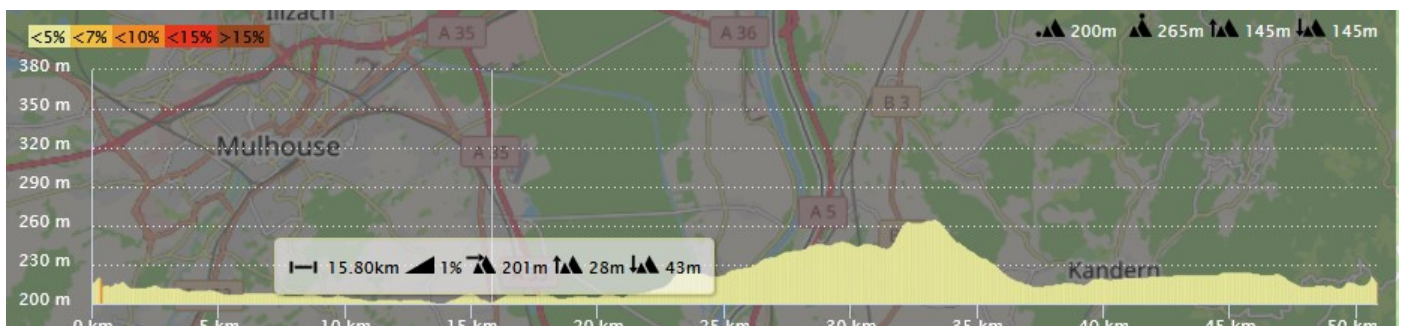 Illzach
<5% <7% <10% <15% >15%
A 35
A 36
200m 265m 145m 145m
380 m
350 m
B 3
320 m
Mulhouse
A 35
290 m
260 m
A 5
230 m
15.80km 1% 201m 28m 43m
Kandern
200 m
0 km 5 km 10 km 15 km 20 km 25 km 30 km 35 km 40 km 45 km 50 km